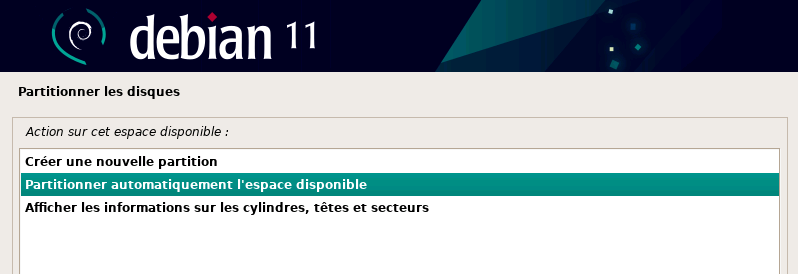 debian 11
Partitionner les disques
Action sur cet espace disponible :
Créer une nouvelle partition
Partitionner automatiquement l'espace disponible
Afficher les informations sur les cylindres, têtes et secteurs